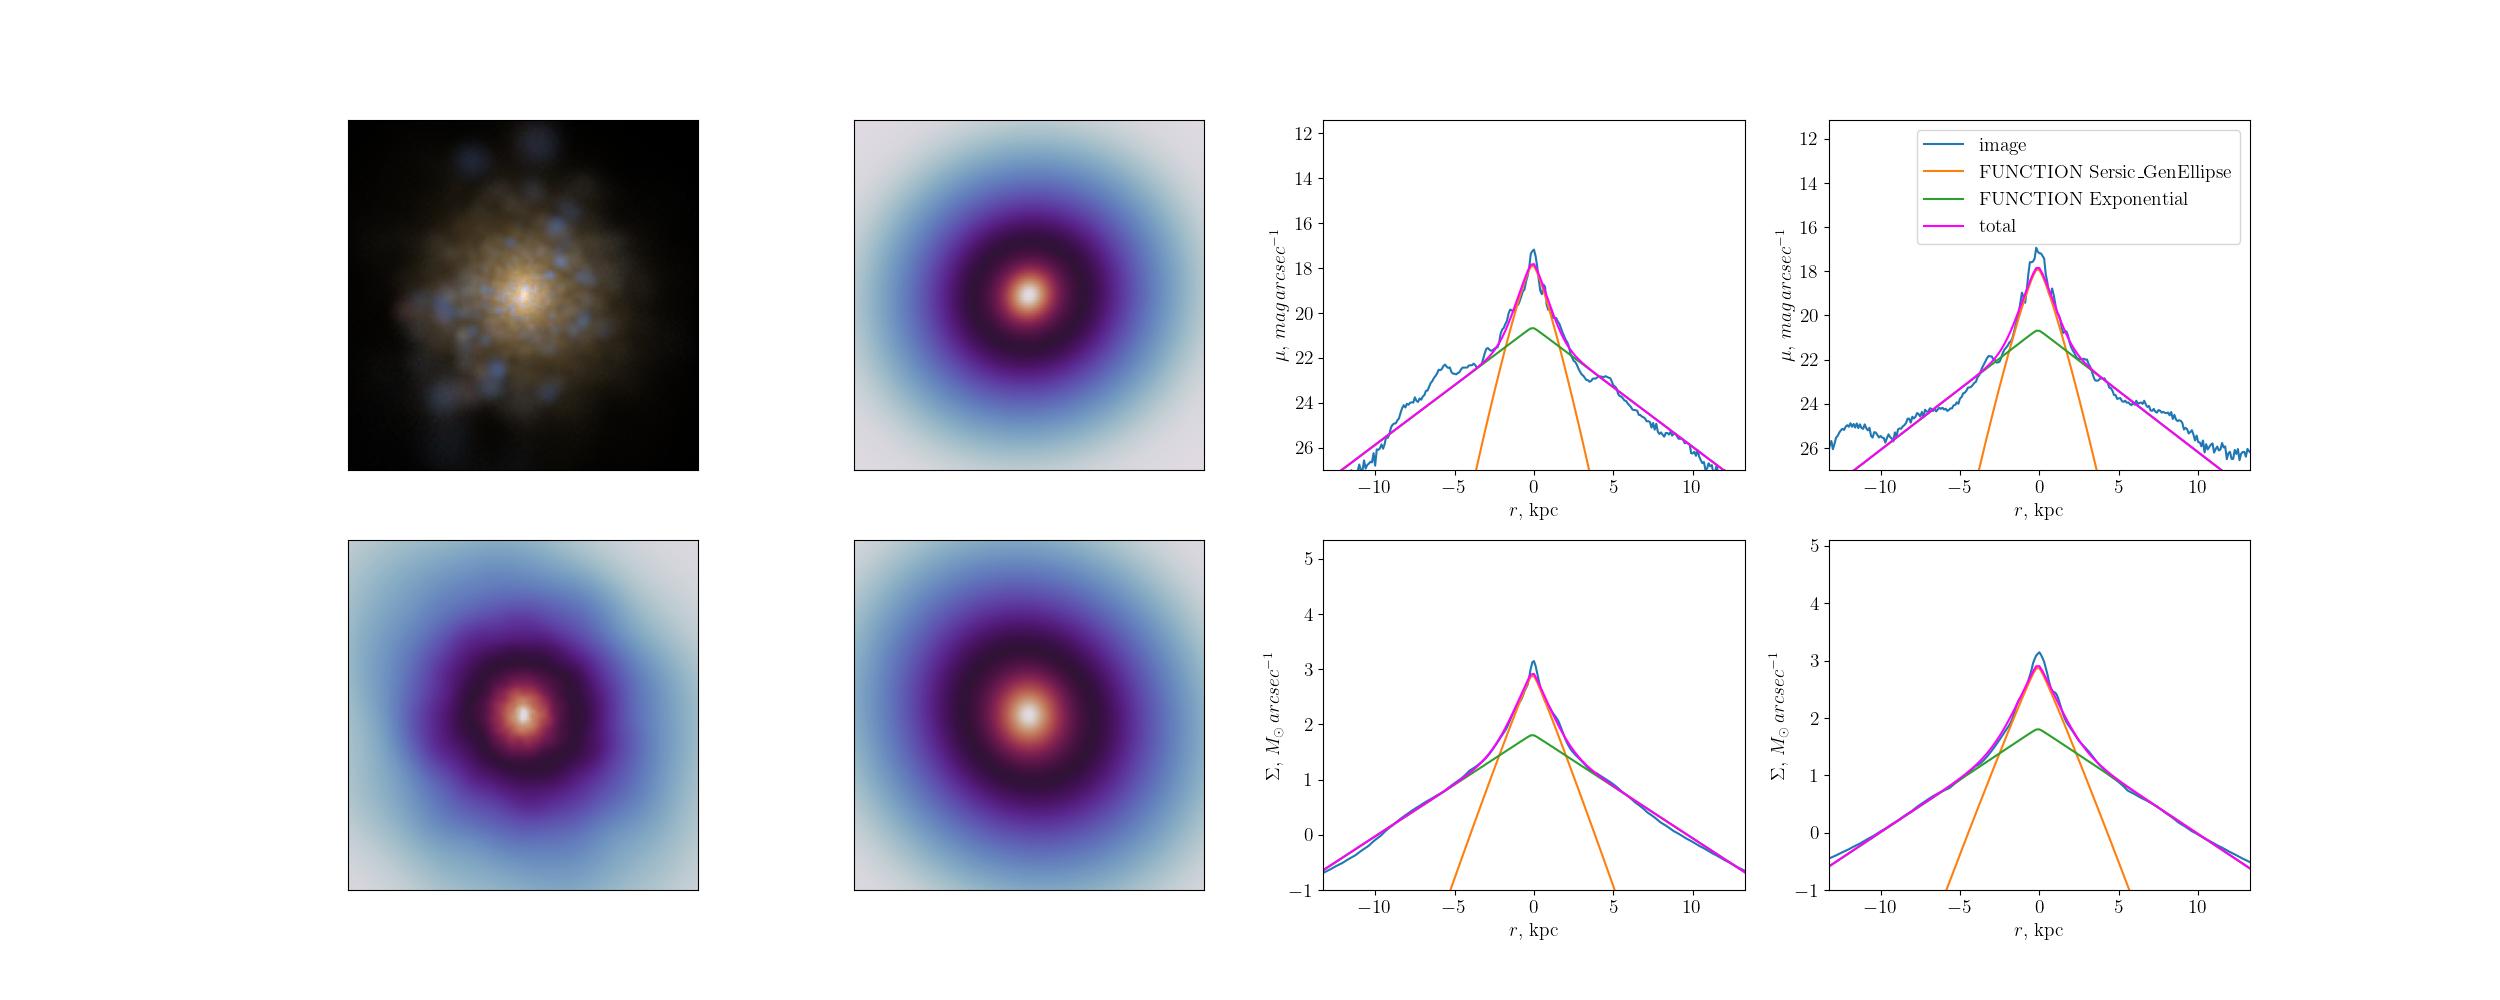 12
14
16
18
20
22
24
26
μ, mag arcsec⁻¹
−10 −5 0 5 10
r, kpc
12
14
16
18
20
22
24
26
μ, mag arcsec⁻¹
−10 −5 0 5 10
r, kpc
image
FUNCTION Sersic_GenEllipse
FUNCTION Exponential
total
5
4
3
2
1
0
−1
Σ, M⊙ arcsec⁻¹
−10 −5 0 5 10
r, kpc
5
4
3
2
1
0
−1
Σ, M⊙ arcsec⁻¹
−10 −5 0 5 10
r, kpc